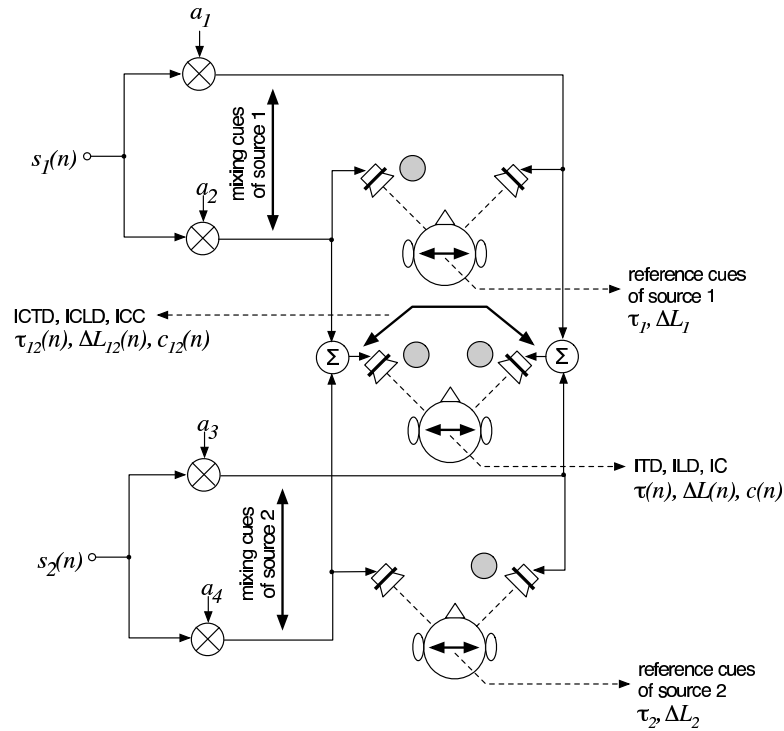 a₁
s₁(n)
mixing cues
of source 1
a₂
reference cues
of source 1
τ₁, ΔL₁
ICTD, ICLD, ICC
τ₁₂(n), ΔL₁₂(n), c₁₂(n)
Σ
Σ
a₃
ITD, ILD, IC
τ(n), ΔL(n), c(n)
s₂(n)
mixing cues
of source 2
a₄
reference cues
of source 2
τ₂, ΔL₂